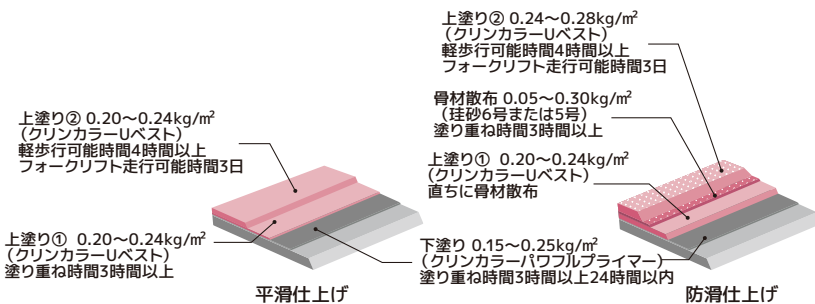 上塗り② 0.20〜0.24kg/m²
（クリンカラーUベスト）
軽歩行可能時間4時間以上
フォークリフト走行可能時間3日
上塗り① 0.20〜0.24kg/m²
（クリンカラーUベスト）
塗り重ね時間3時間以上
平滑仕上げ
上塗り② 0.24〜0.28kg/m²
（クリンカラーUベスト）
軽歩行可能時間4時間以上
フォークリフト走行可能時間3日
骨材散布 0.05〜0.30kg/m²
（珪砂6号または5号）
塗り重ね時間3時間以上
上塗り① 0.20〜0.24kg/m²
（クリンカラーUベスト）
直ちに骨材散布
下塗り 0.15〜0.25kg/m²
（クリンカラーパワフルプライマー）
塗り重ね時間3時間以上24時間以内
防滑仕上げ